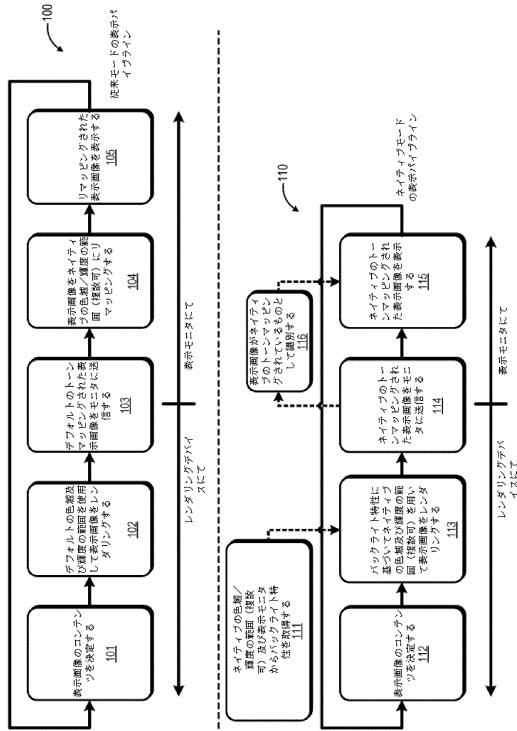 100
表示画像のコンテン
ツを決定する
101
デフォルトの色域及
び輝度の範囲を使用
して表示画像をレン
ダリングする
102
デフォルトのトーン
マッピングされた表
示画像をモニタに送
信する
103
表示画像をネイティ
ブの色域／輝度の範
囲（複数可）にリ
マッピングする
104
リマッピングされた
表示画像を表示する
105
従来モードの表示パ
イプライン
レンダリングデバイ
スにて
表示モニタにて
110
ネイティブの色域／
輝度の範囲（複数
可）及び表示モニタ
からバックライト特
性を取得する
111
表示画像のコンテン
ツを決定する
112
バックライト特性に
基づいてネイティブ
の色域及び輝度の範
囲（複数可）を用い
て表示画像をレンダ
リングする
113
ネイティブのトー
ンマッピングされ
た表示画像をモニ
タに送信する
114
表示画像がネイティ
ブのトーンマッピン
グされているものと
して識別する
116
ネイティブのトー
ンマッピングされ
た表示画像を表示
する
115
ネイティブモード
の表示パイプライン
レンダリングデバ
イスにて
表示モニタにて